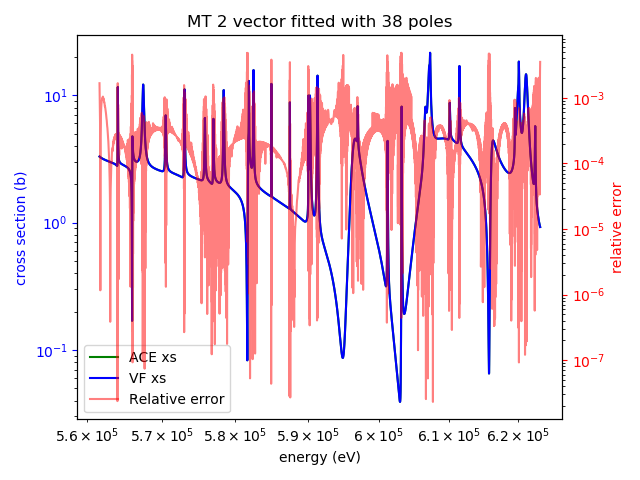 MT 2 vector fitted with 38 poles
10¹
10⁰
10⁻¹
cross section (b)
10⁻³
10⁻⁴
10⁻⁵
10⁻⁶
10⁻⁷
relative error
ACE xs
VF xs
Relative error
5.6 × 10⁵ 5.7 × 10⁵ 5.8 × 10⁵ 5.9 × 10⁵ 6 × 10⁵ 6.1 × 10⁵ 6.2 × 10⁵
energy (eV)